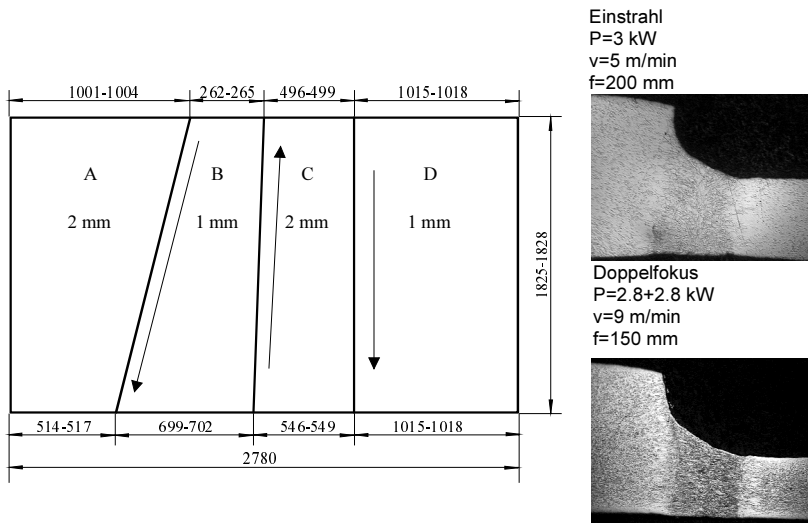 1001-1004 262-265 496-499 1015-1018
A B C D
2 mm 1 mm 2 mm 1 mm
1825-1828
514-517 699-702 546-549 1015-1018
2780
Einstrahl
P=3 kW
v=5 m/min
f=200 mm
Doppelfokus
P=2.8+2.8 kW
v=9 m/min
f=150 mm